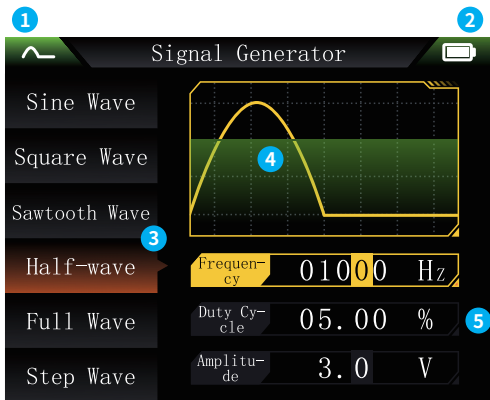 1
2
Signal Generator
Sine Wave
Square Wave
Sawtooth Wave
3
Half-wave
Full Wave
Step Wave
4
Frequen-
cy
01000 Hz
Duty Cy-
cle
05.00 %
5
Amplitu-
de
3.0 V